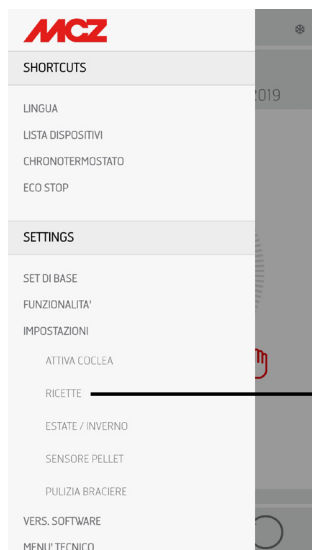 MCZ
SHORTCUTS
2019
LINGUA
LISTA DISPOSITIVI
CHRONOTERMOSTATO
ECO STOP
SETTINGS
SET DI BASE
FUNZIONALITA'
IMPOSTAZIONI
ATTIVA COCLEA
RICETTE
ESTATE / INVERNO
SENSORE PELLET
PULIZIA BRACIERE
VERS. SOFTWARE
MENU' TECNICO